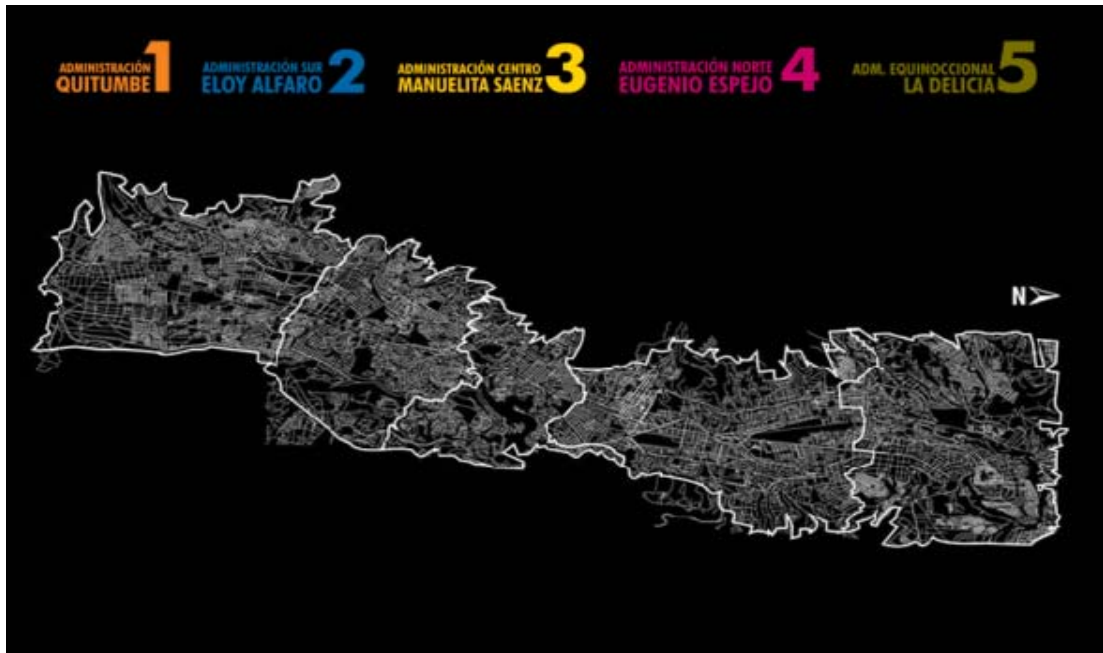 ADMINISTRACIÓN
QUITUMBE 1
ADMINISTRACIÓN SUR
ELOY ALFARO 2
ADMINISTRACIÓN CENTRO
MANUELITA SAENZ 3
ADMINISTRACIÓN NORTE
EUGENIO ESPEJO 4
ADM. EQUINOCCIONAL
LA DELICIA 5
N